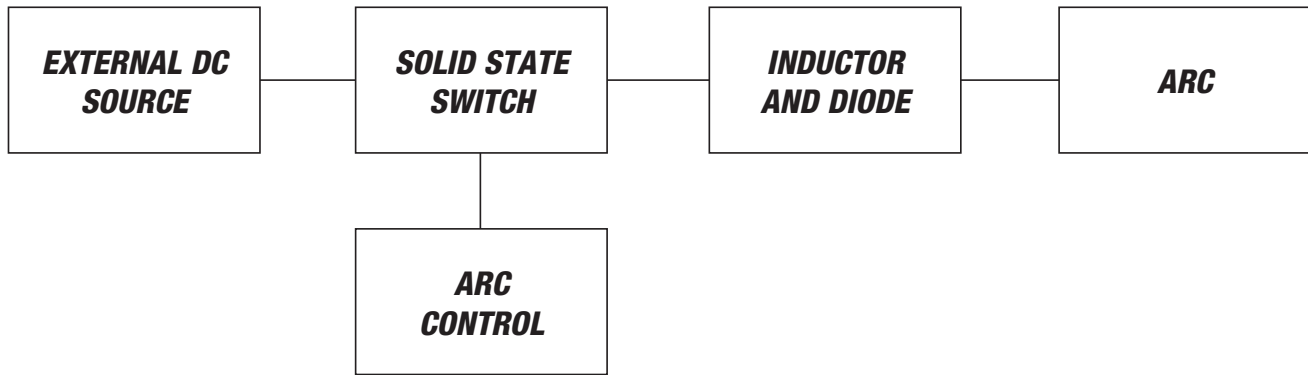 EXTERNAL DC
SOURCE
SOLID STATE
SWITCH
INDUCTOR
AND DIODE
ARC
ARC
CONTROL